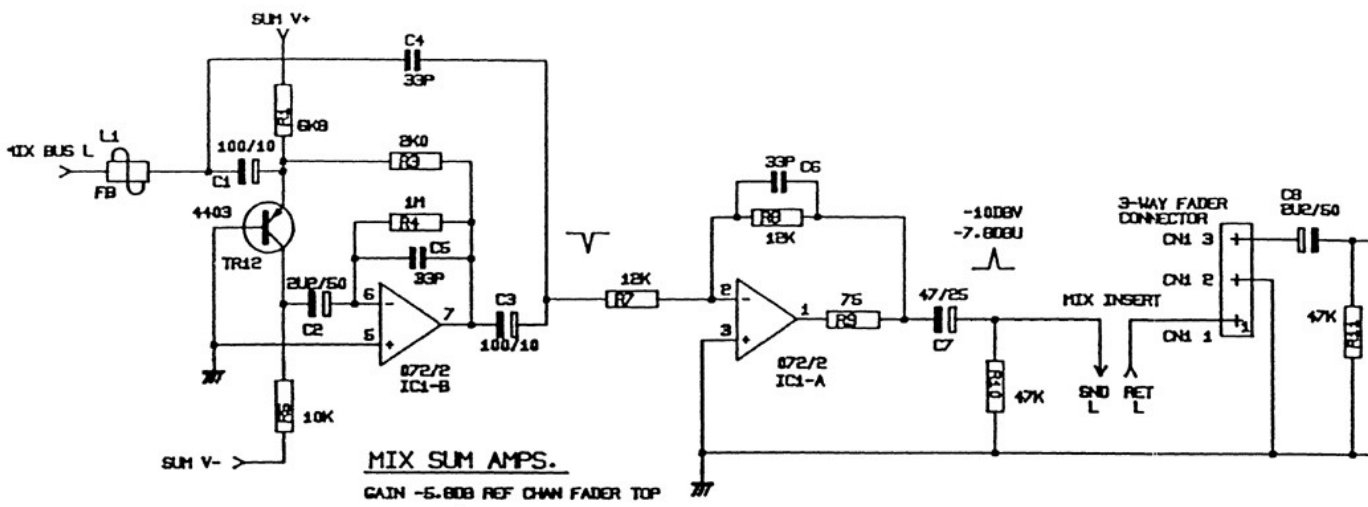 SUM V+
C4
33P
L1
MIX BUS L
FB
100/10
C1
R1
6K8
2K0
R3
4403
TR12
1M
R4
C5
33P
2U2/50
C2
6
5
7
072/2
IC1-B
C3
100/10
10K
SUM V-
MIX SUM AMPS.
GAIN -5.8DB REF CHAN FADER TOP
12K
R7
33P
C6
R8
12K
2
3
1
072/2
IC1-A
75
R9
-10DBV
-7.8DBU
47/25
C7
R10
47K
MIX INSERT
SND
L
RET
L
3-WAY FADER
CONNECTOR
CN1 3
CN1 2
CN1 1
1
C8
2U2/50
47K
R11